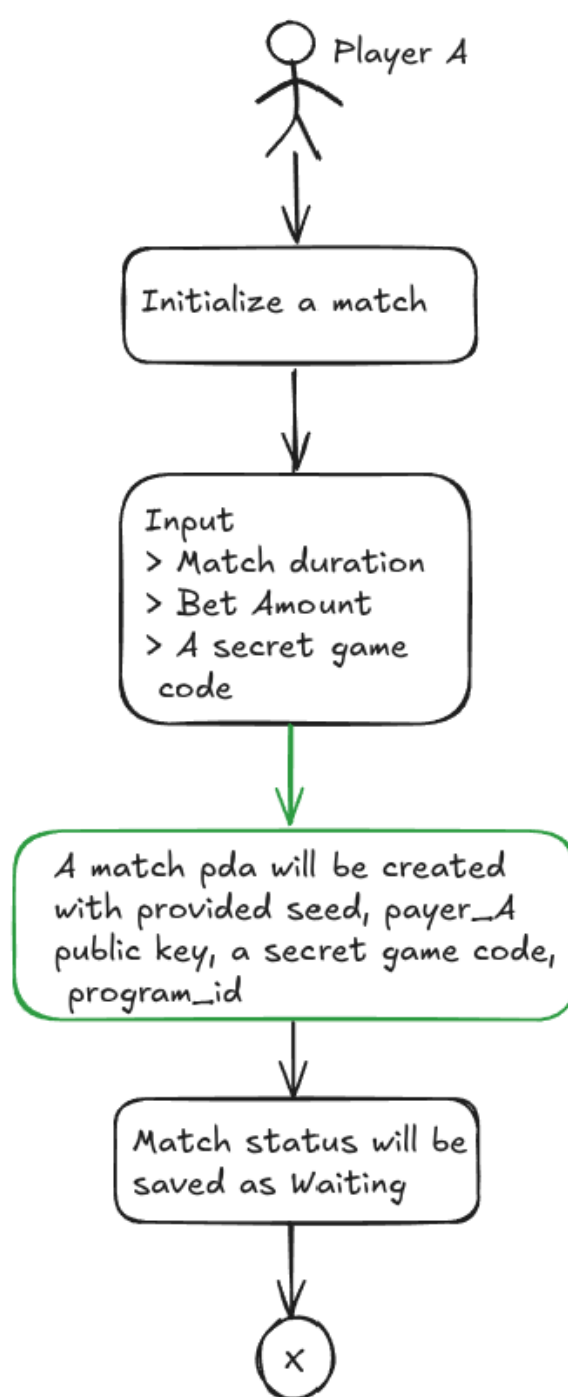 Player A
Initialize a match
Input
> Match duration
> Bet Amount
> A secret game
code
A match pda will be created
with provided seed, payer_A
public key, a secret game code,
program_id
Match status will be
saved as Waiting
x